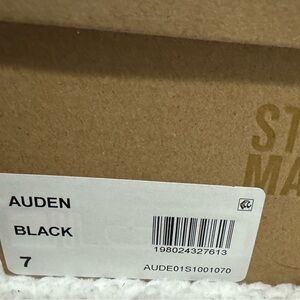 ST
MA
AUDEN
BLACK
198024327613
7
AUDE01S1001070